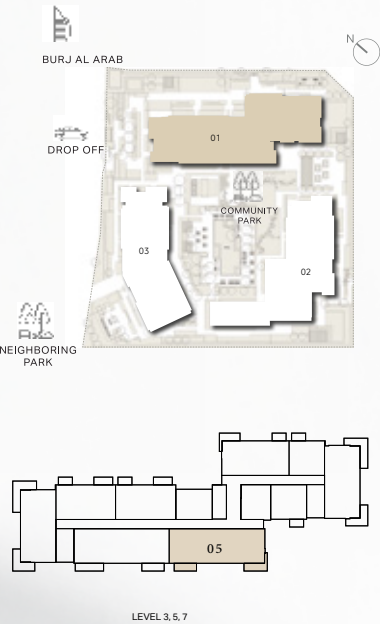 N
BURJ AL ARAB
01
DROP OFF
COMMUNITY
PARK
03
02
NEIGHBORING
PARK
05
LEVEL 3, 5, 7